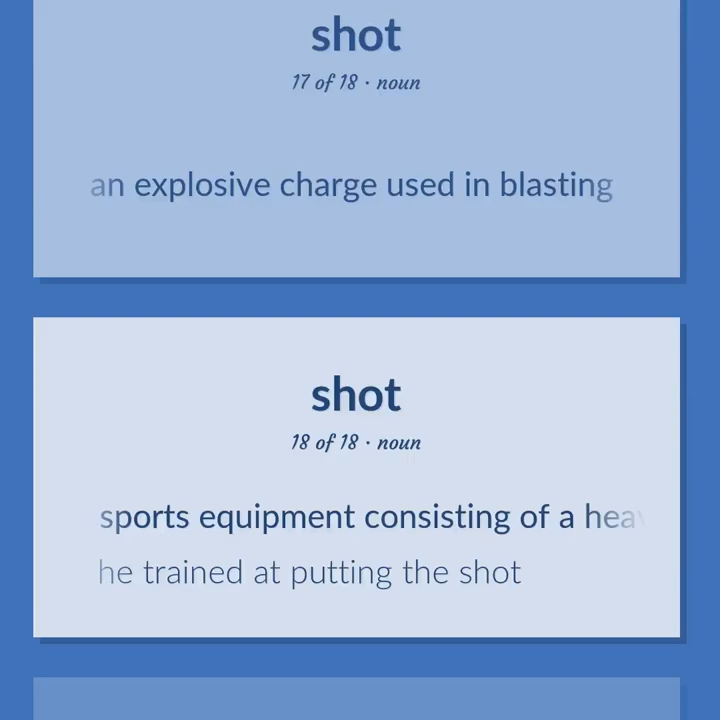 shot
17 of 18 · noun
an explosive charge used in blasting
shot
18 of 18 · noun
sports equipment consisting of a
he trained at putting the shot